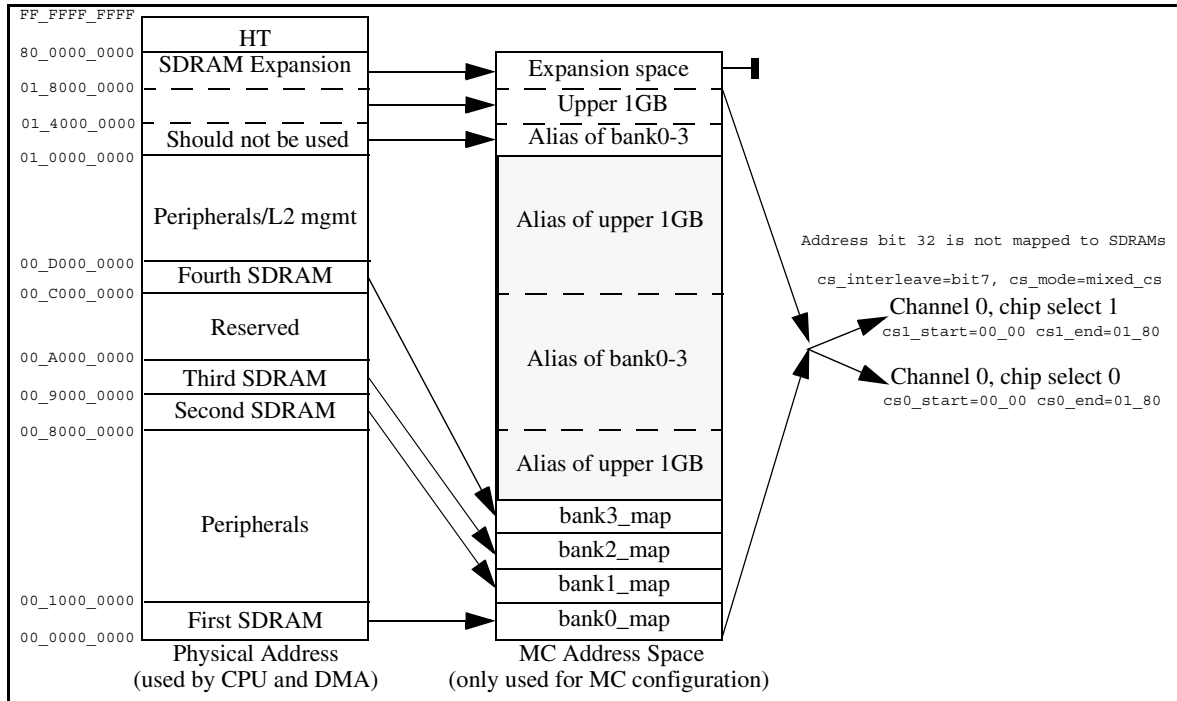 FF_FFFF_FFFF
HT
80_0000_0000
SDRAM Expansion
Expansion space
01_8000_0000
Upper 1GB
01_4000_0000
Should not be used
Alias of bank0-3
01_0000_0000
Peripherals/L2 mgmt
Alias of upper 1GB
Address bit 32 is not mapped to SDRAMs
00_D000_0000
Fourth SDRAM
cs_interleave=bit7, cs_mode=mixed_cs
00_C000_0000
Channel 0, chip select 1
cs1_start=00_00 cs1_end=01_80
Reserved
Alias of bank0-3
00_A000_0000
Third SDRAM
Channel 0, chip select 0
cs0_start=00_00 cs0_end=01_80
00_9000_0000
Second SDRAM
00_8000_0000
Alias of upper 1GB
Peripherals
bank3_map
bank2_map
bank1_map
00_1000_0000
First SDRAM
bank0_map
00_0000_0000
Physical Address
(used by CPU and DMA)
MC Address Space
(only used for MC configuration)